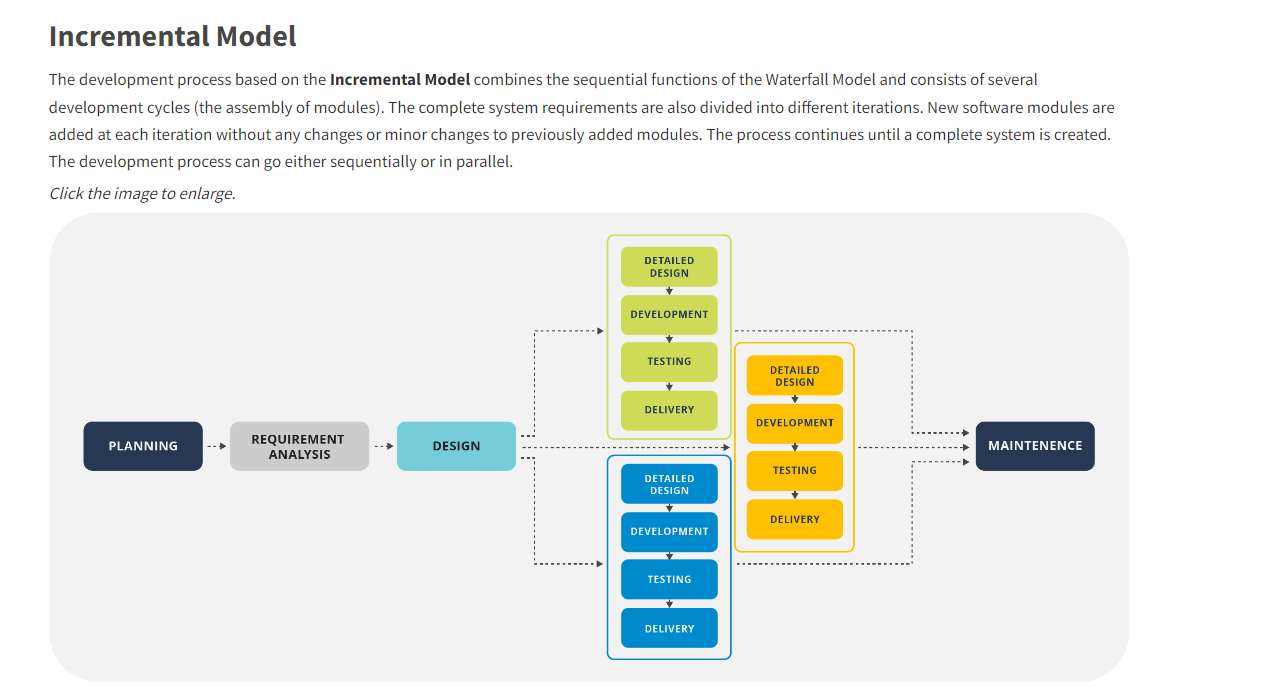 Incremental Model
The development process based on the Incremental Model combines the sequential functions of the Waterfall Model and consists of several
development cycles (the assembly of modules). The complete system requirements are also divided into different iterations. New software modules are
added at each iteration without any changes or minor changes to previously added modules. The process continues until a complete system is created.
The development process can go either sequentially or in parallel.
Click the image to enlarge.
PLANNING
REQUIREMENT
ANALYSIS
DESIGN
DETAILED
DESIGN
DEVELOPMENT
TESTING
DELIVERY
DETAILED
DESIGN
DEVELOPMENT
TESTING
DELIVERY
DETAILED
DESIGN
DEVELOPMENT
TESTING
DELIVERY
MAINTENENCE